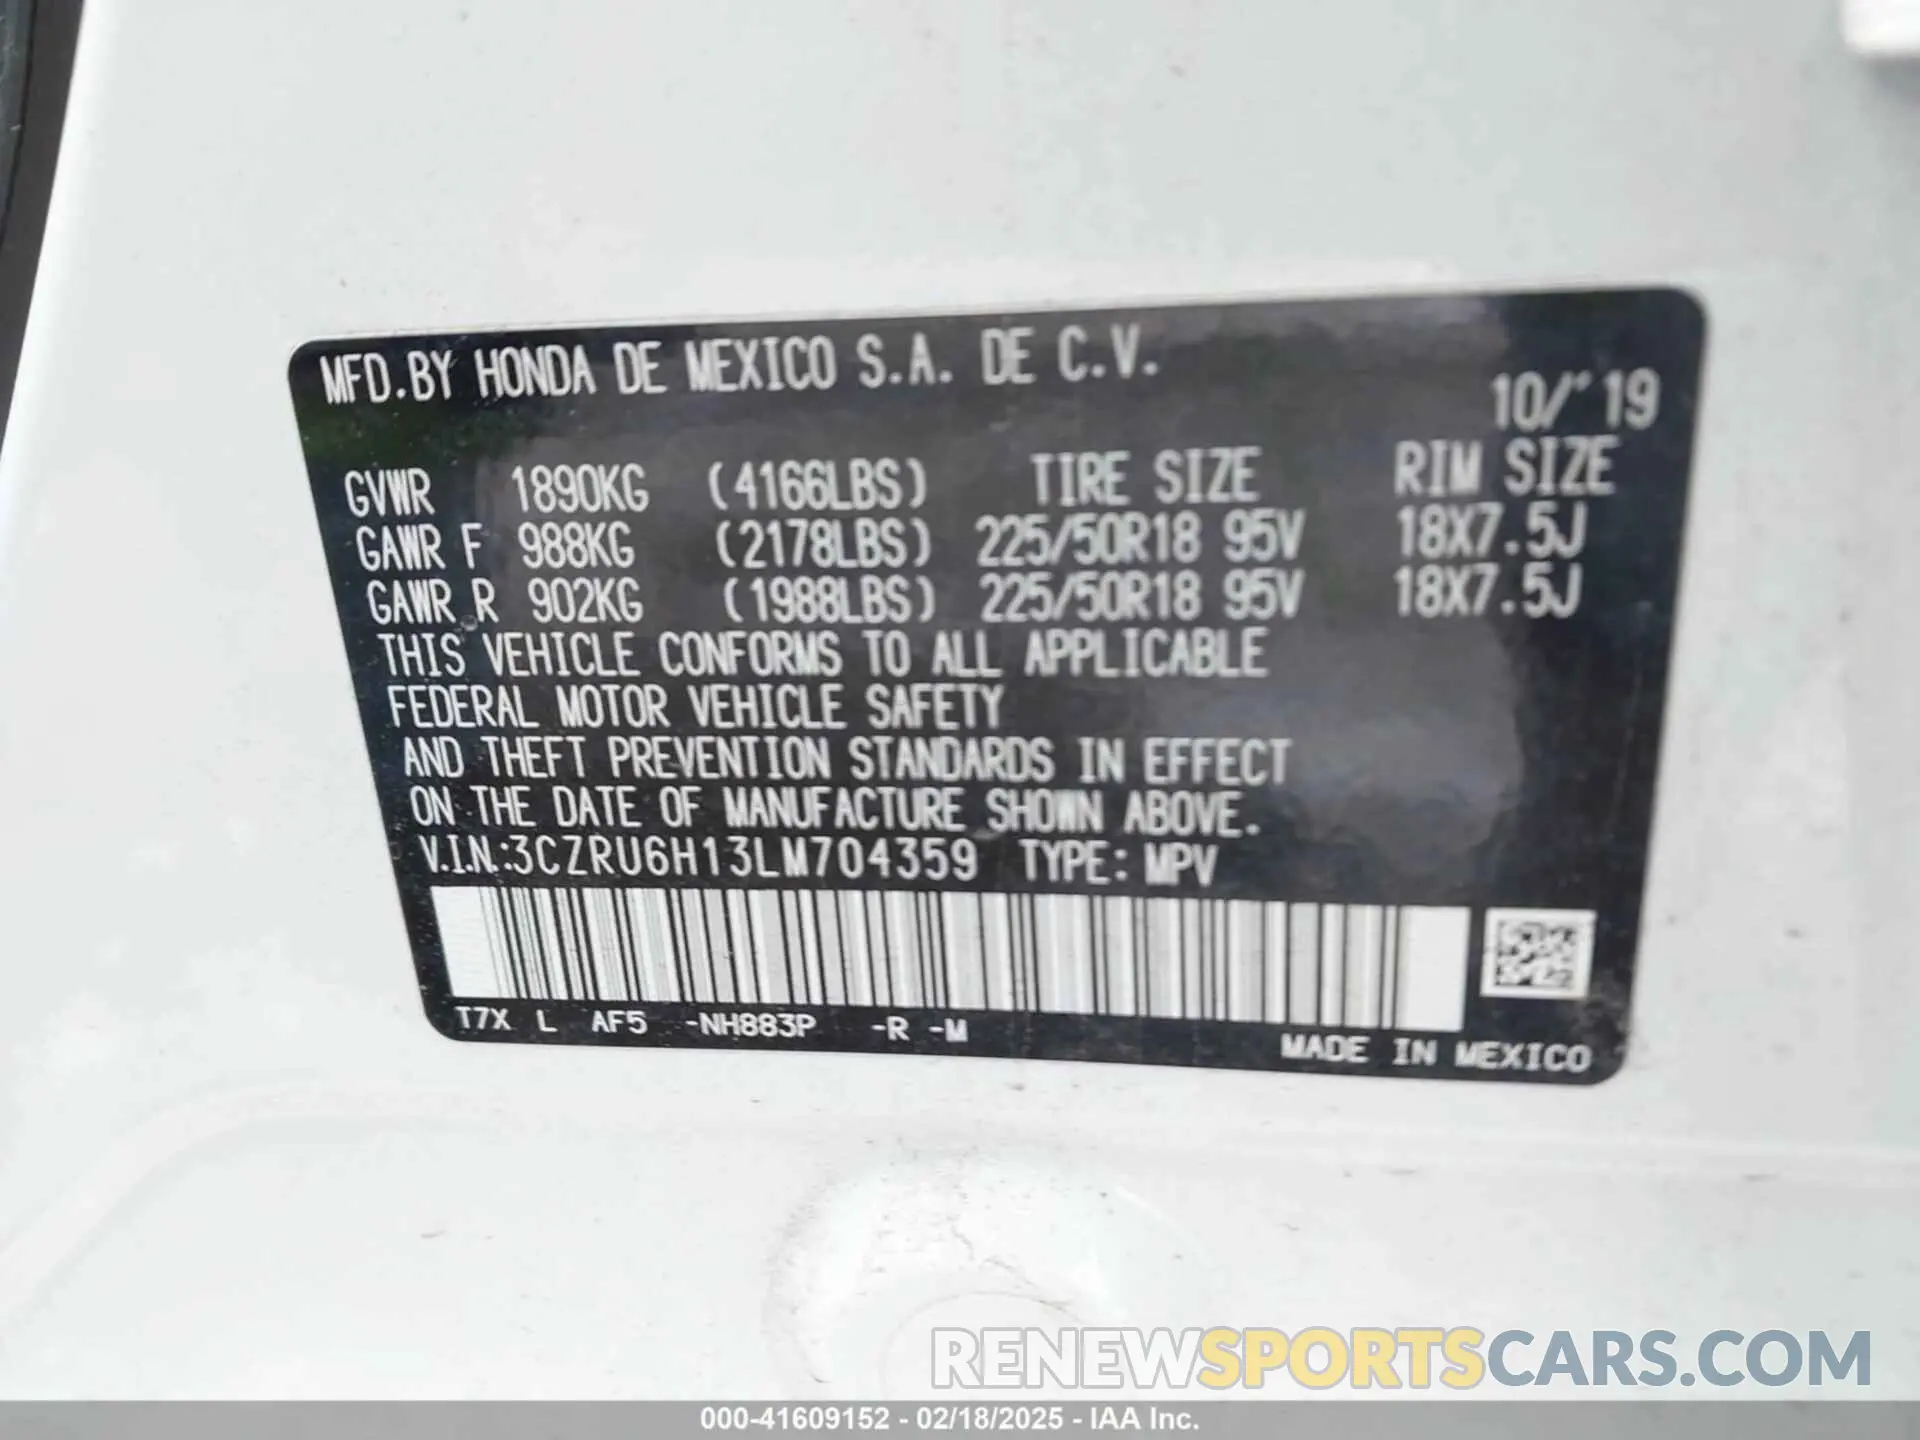 MFD.BY HONDA DE MEXICO S.A. DE C.V.
10/'19
GVWR 1890KG (4166LBS) TIRE SIZE RIM SIZE
GAWR F 988KG (2178LBS) 225/50R18 95V 18X7.5J
GAWR R 902KG (1988LBS) 225/50R18 95V 18X7.5J
THIS VEHICLE CONFORMS TO ALL APPLICABLE
FEDERAL MOTOR VEHICLE SAFETY
AND THEFT PREVENTION STANDARDS IN EFFECT
ON THE DATE OF MANUFACTURE SHOWN ABOVE.
V.I.N.:3CZRU6H13LM704359 TYPE: MPV
T7X L AF5 -NH883P -R -M
MADE IN MEXICO
RENEWSPORTSCARS.COM
000-41609152 - 02/18/2025 - IAA Inc.